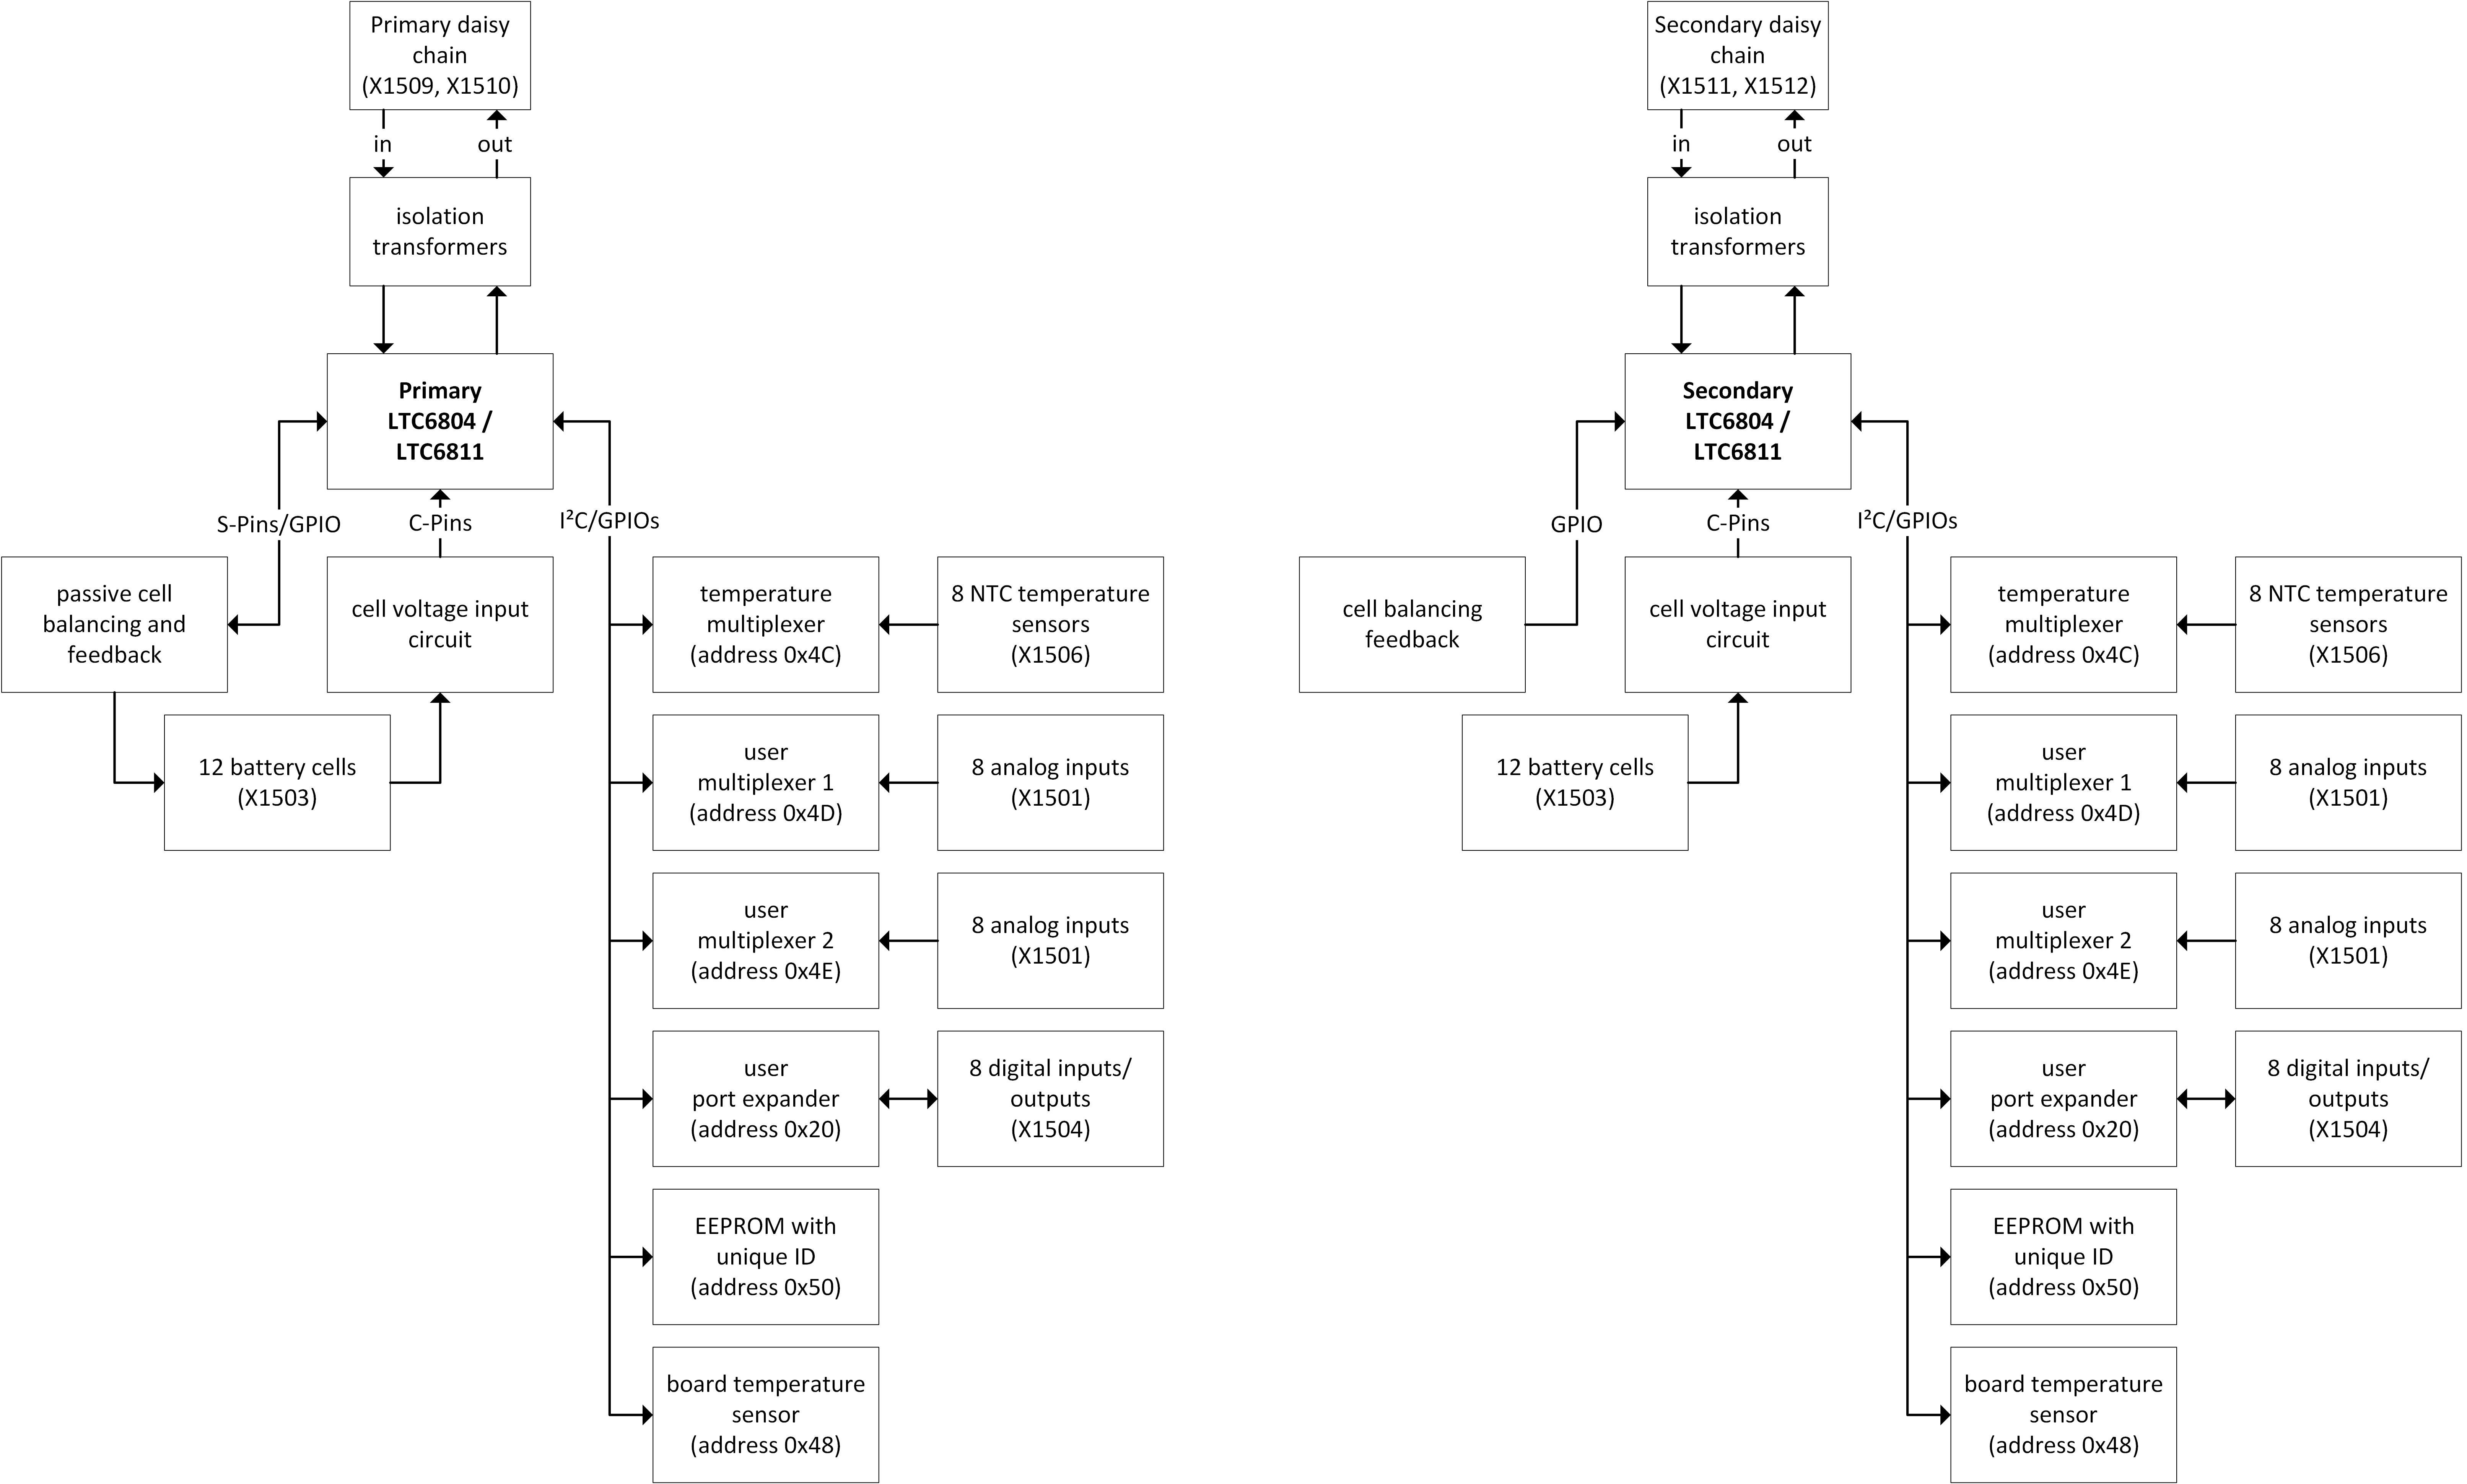 Primary daisy
chain
(X1509, X1510)
in
out
isolation
transformers
Primary
LTC6804 /
LTC6811
S-Pins/GPIO
C-Pins
I²C/GPIOs
passive cell
balancing and
feedback
cell voltage input
circuit
12 battery cells
(X1503)
temperature
multiplexer
(address 0x4C)
8 NTC temperature
sensors
(X1506)
user
multiplexer 1
(address 0x4D)
8 analog inputs
(X1501)
user
multiplexer 2
(address 0x4E)
8 analog inputs
(X1501)
user
port expander
(address 0x20)
8 digital inputs/
outputs
(X1504)
EEPROM with
unique ID
(address 0x50)
board temperature
sensor
(address 0x48)
Secondary daisy
chain
(X1511, X1512)
in
out
isolation
transformers
Secondary
LTC6804 /
LTC6811
GPIO
C-Pins
I²C/GPIOs
cell balancing
feedback
cell voltage input
circuit
12 battery cells
(X1503)
temperature
multiplexer
(address 0x4C)
8 NTC temperature
sensors
(X1506)
user
multiplexer 1
(address 0x4D)
8 analog inputs
(X1501)
user
multiplexer 2
(address 0x4E)
8 analog inputs
(X1501)
user
port expander
(address 0x20)
8 digital inputs/
outputs
(X1504)
EEPROM with
unique ID
(address 0x50)
board temperature
sensor
(address 0x48)